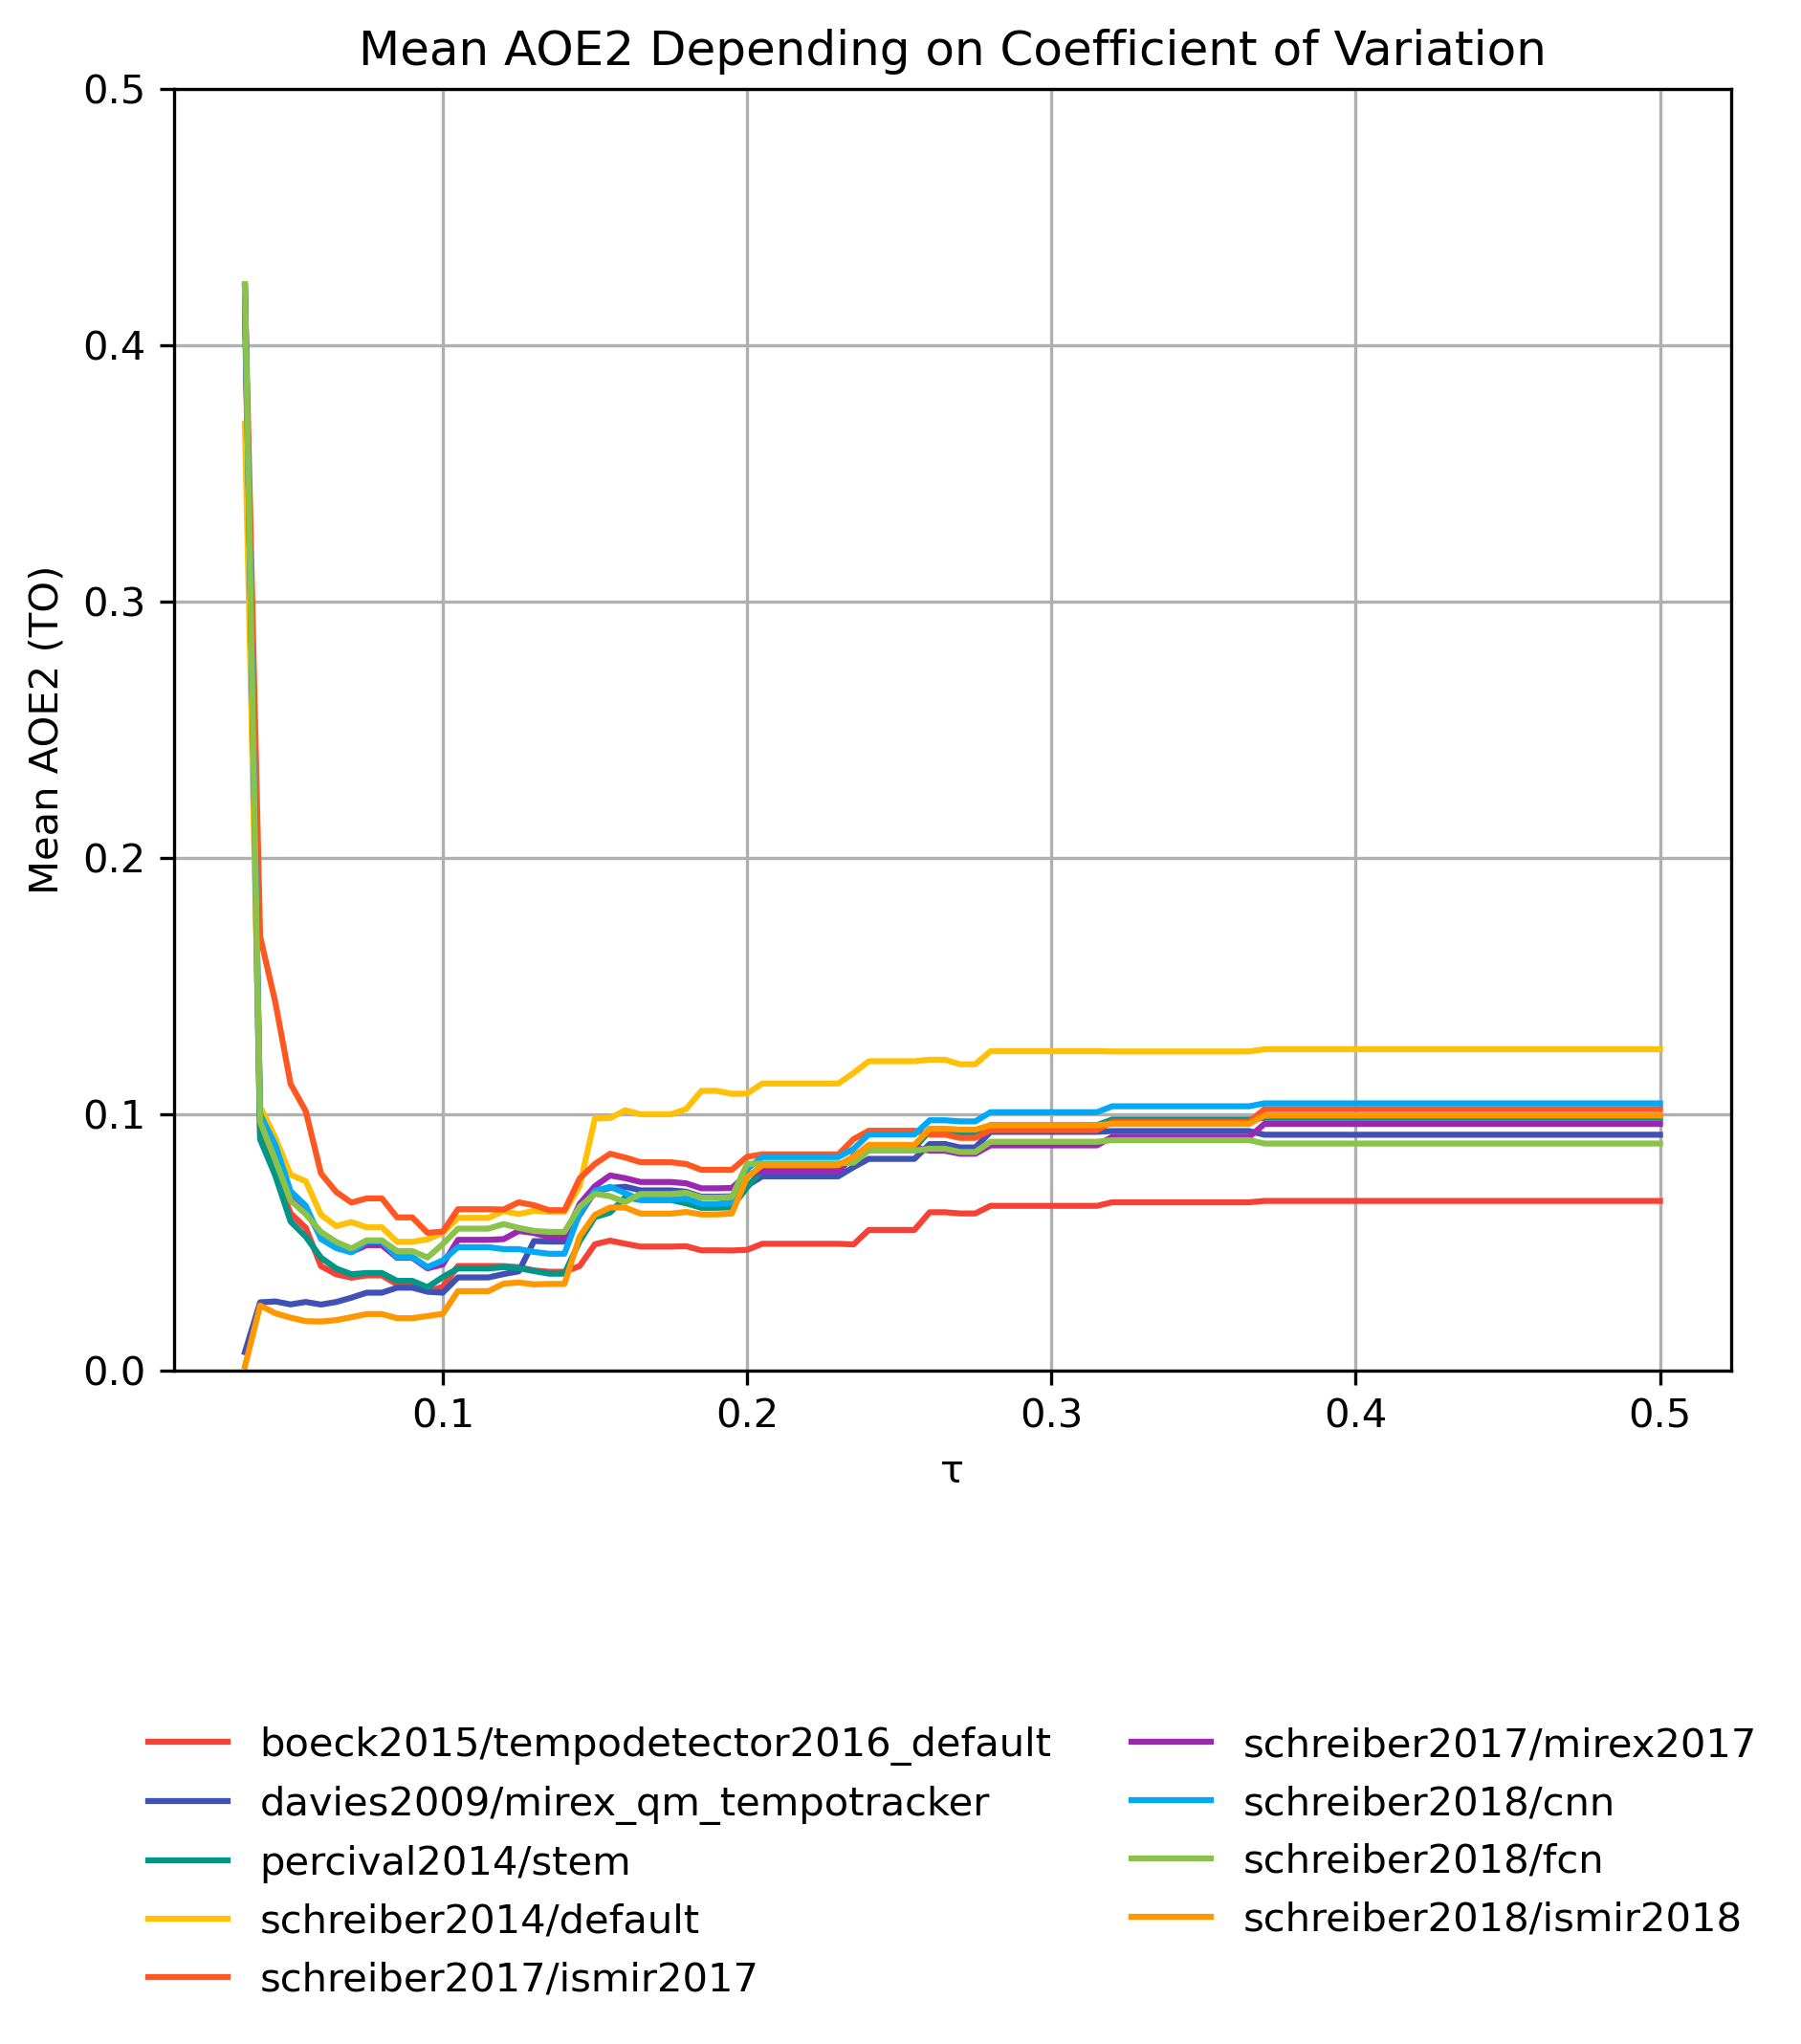 Mean AOE2 Depending on Coefficient of Variation
0.5
0.4
0.3
0.2
0.1
0.0
Mean AOE2 (TO)
0.1 0.2 0.3 0.4 0.5
τ
boeck2015/tempodetector2016_default
davies2009/mirex_qm_tempotracker
percival2014/stem
schreiber2014/default
schreiber2017/ismir2017
schreiber2017/mirex2017
schreiber2018/cnn
schreiber2018/fcn
schreiber2018/ismir2018